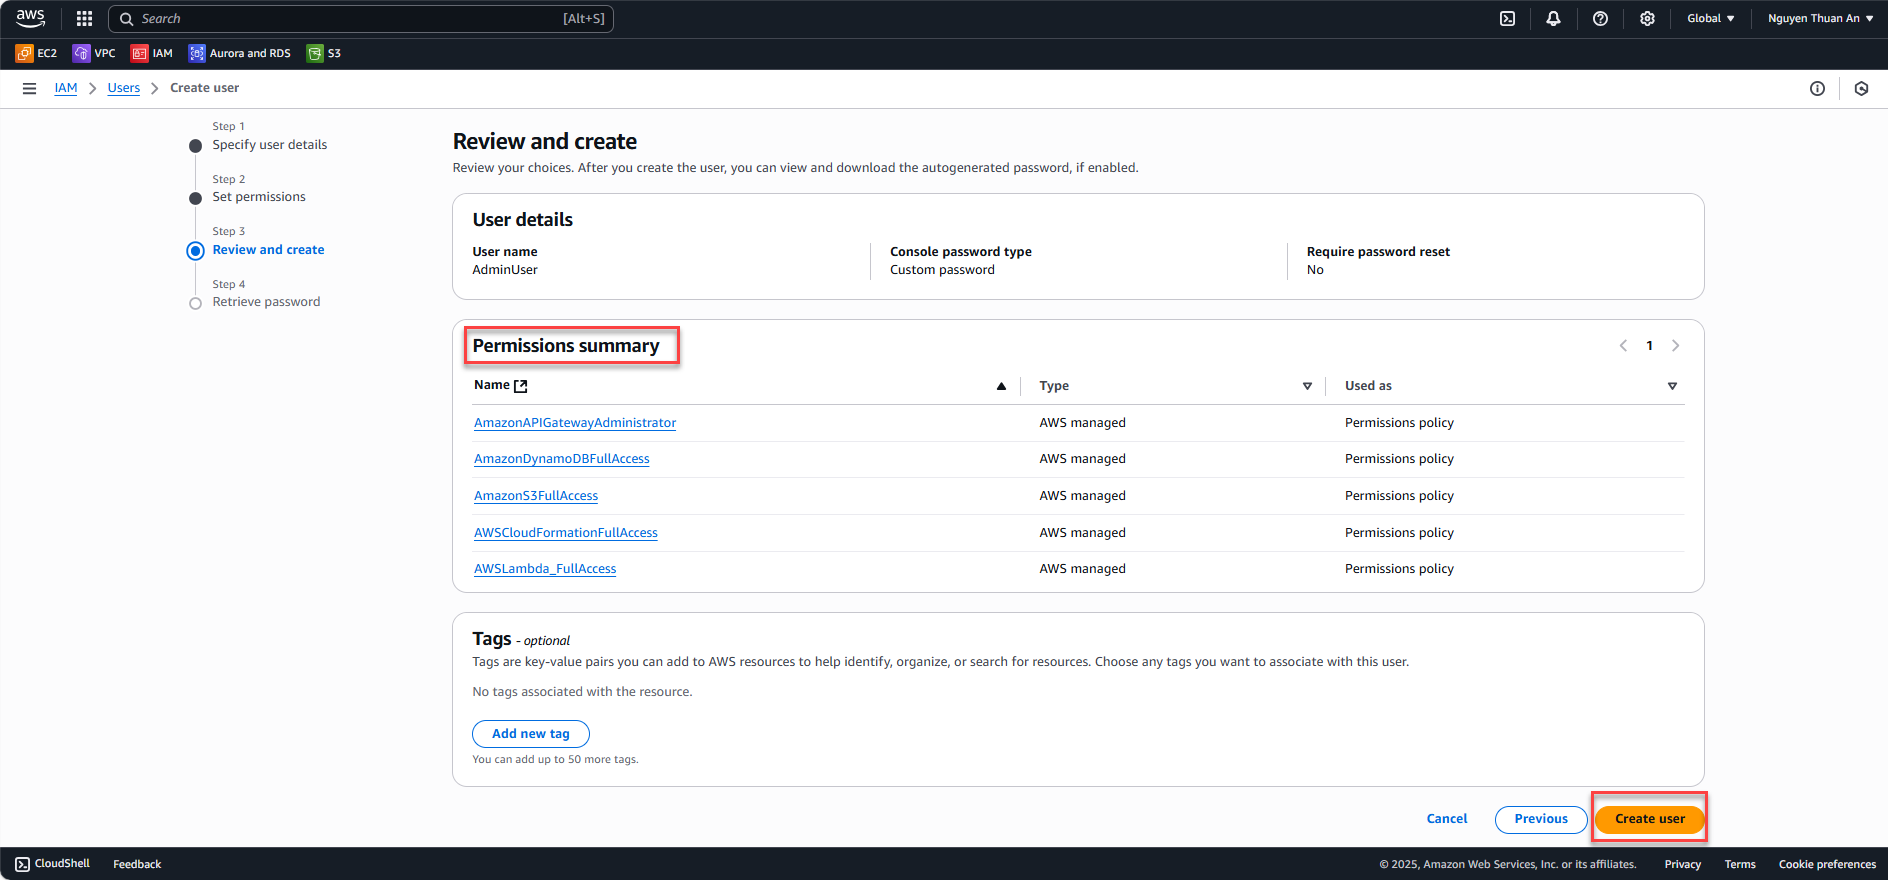 aws
Search [Alt+S]
Global
Nguyen Thuan An
EC2 VPC IAM Aurora and RDS S3
IAM Users Create user
Step 1
Specify user details
Step 2
Set permissions
Step 3
Review and create
Step 4
Retrieve password
Review and create
Review your choices. After you create the user, you can view and download the autogenerated password, if enabled.
User details
User name Console password type Require password reset
AdminUser Custom password No
Permissions summary 1
Name Type Used as
AmazonAPIGatewayAdministrator AWS managed Permissions policy
AmazonDynamoDBFullAccess AWS managed Permissions policy
AmazonS3FullAccess AWS managed Permissions policy
AWSCloudFormationFullAccess AWS managed Permissions policy
AWSLambda_FullAccess AWS managed Permissions policy
Tags - optional
Tags are key-value pairs you can add to AWS resources to help identify, organize, or search for resources. Choose any tags you want to associate with this user.
No tags associated with the resource.
Add new tag
You can add up to 50 more tags.
Cancel Previous Create user
CloudShell Feedback © 2025, Amazon Web Services, Inc. or its affiliates. Privacy Terms Cookie preferences